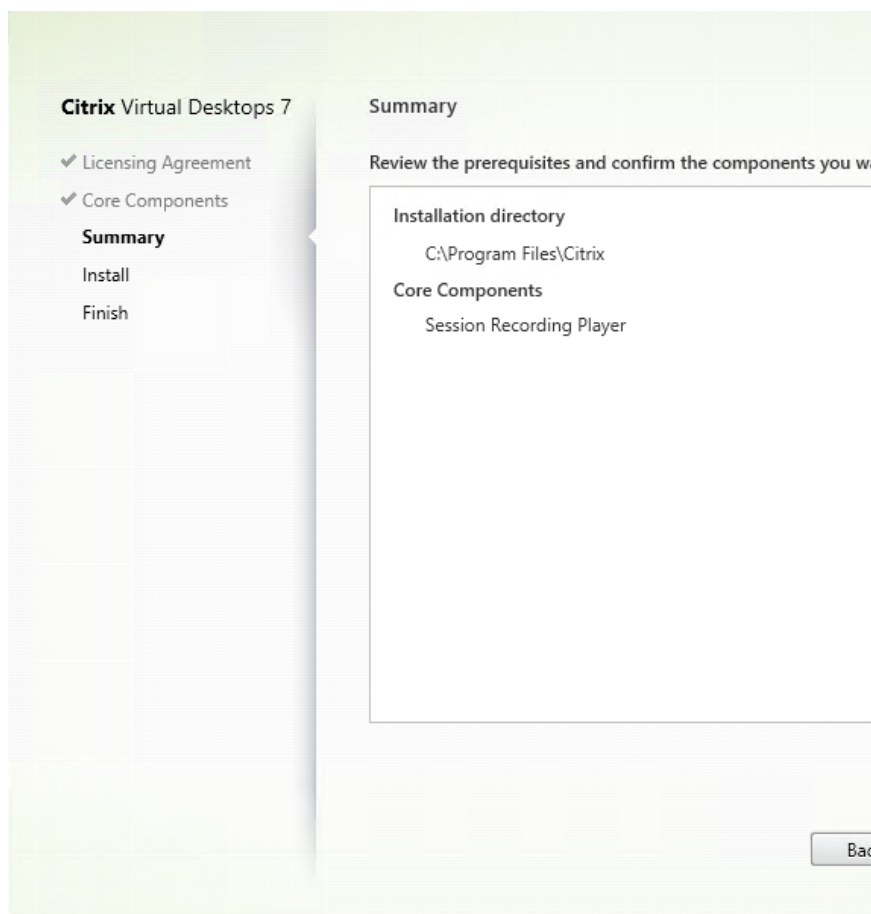 Citrix Virtual Desktops 7
Licensing Agreement
Core Components
Summary
Install
Finish
Summary
Review the prerequisites and confirm the components you
Installation directory
C:\Program Files\Citrix
Core Components
Session Recording Player